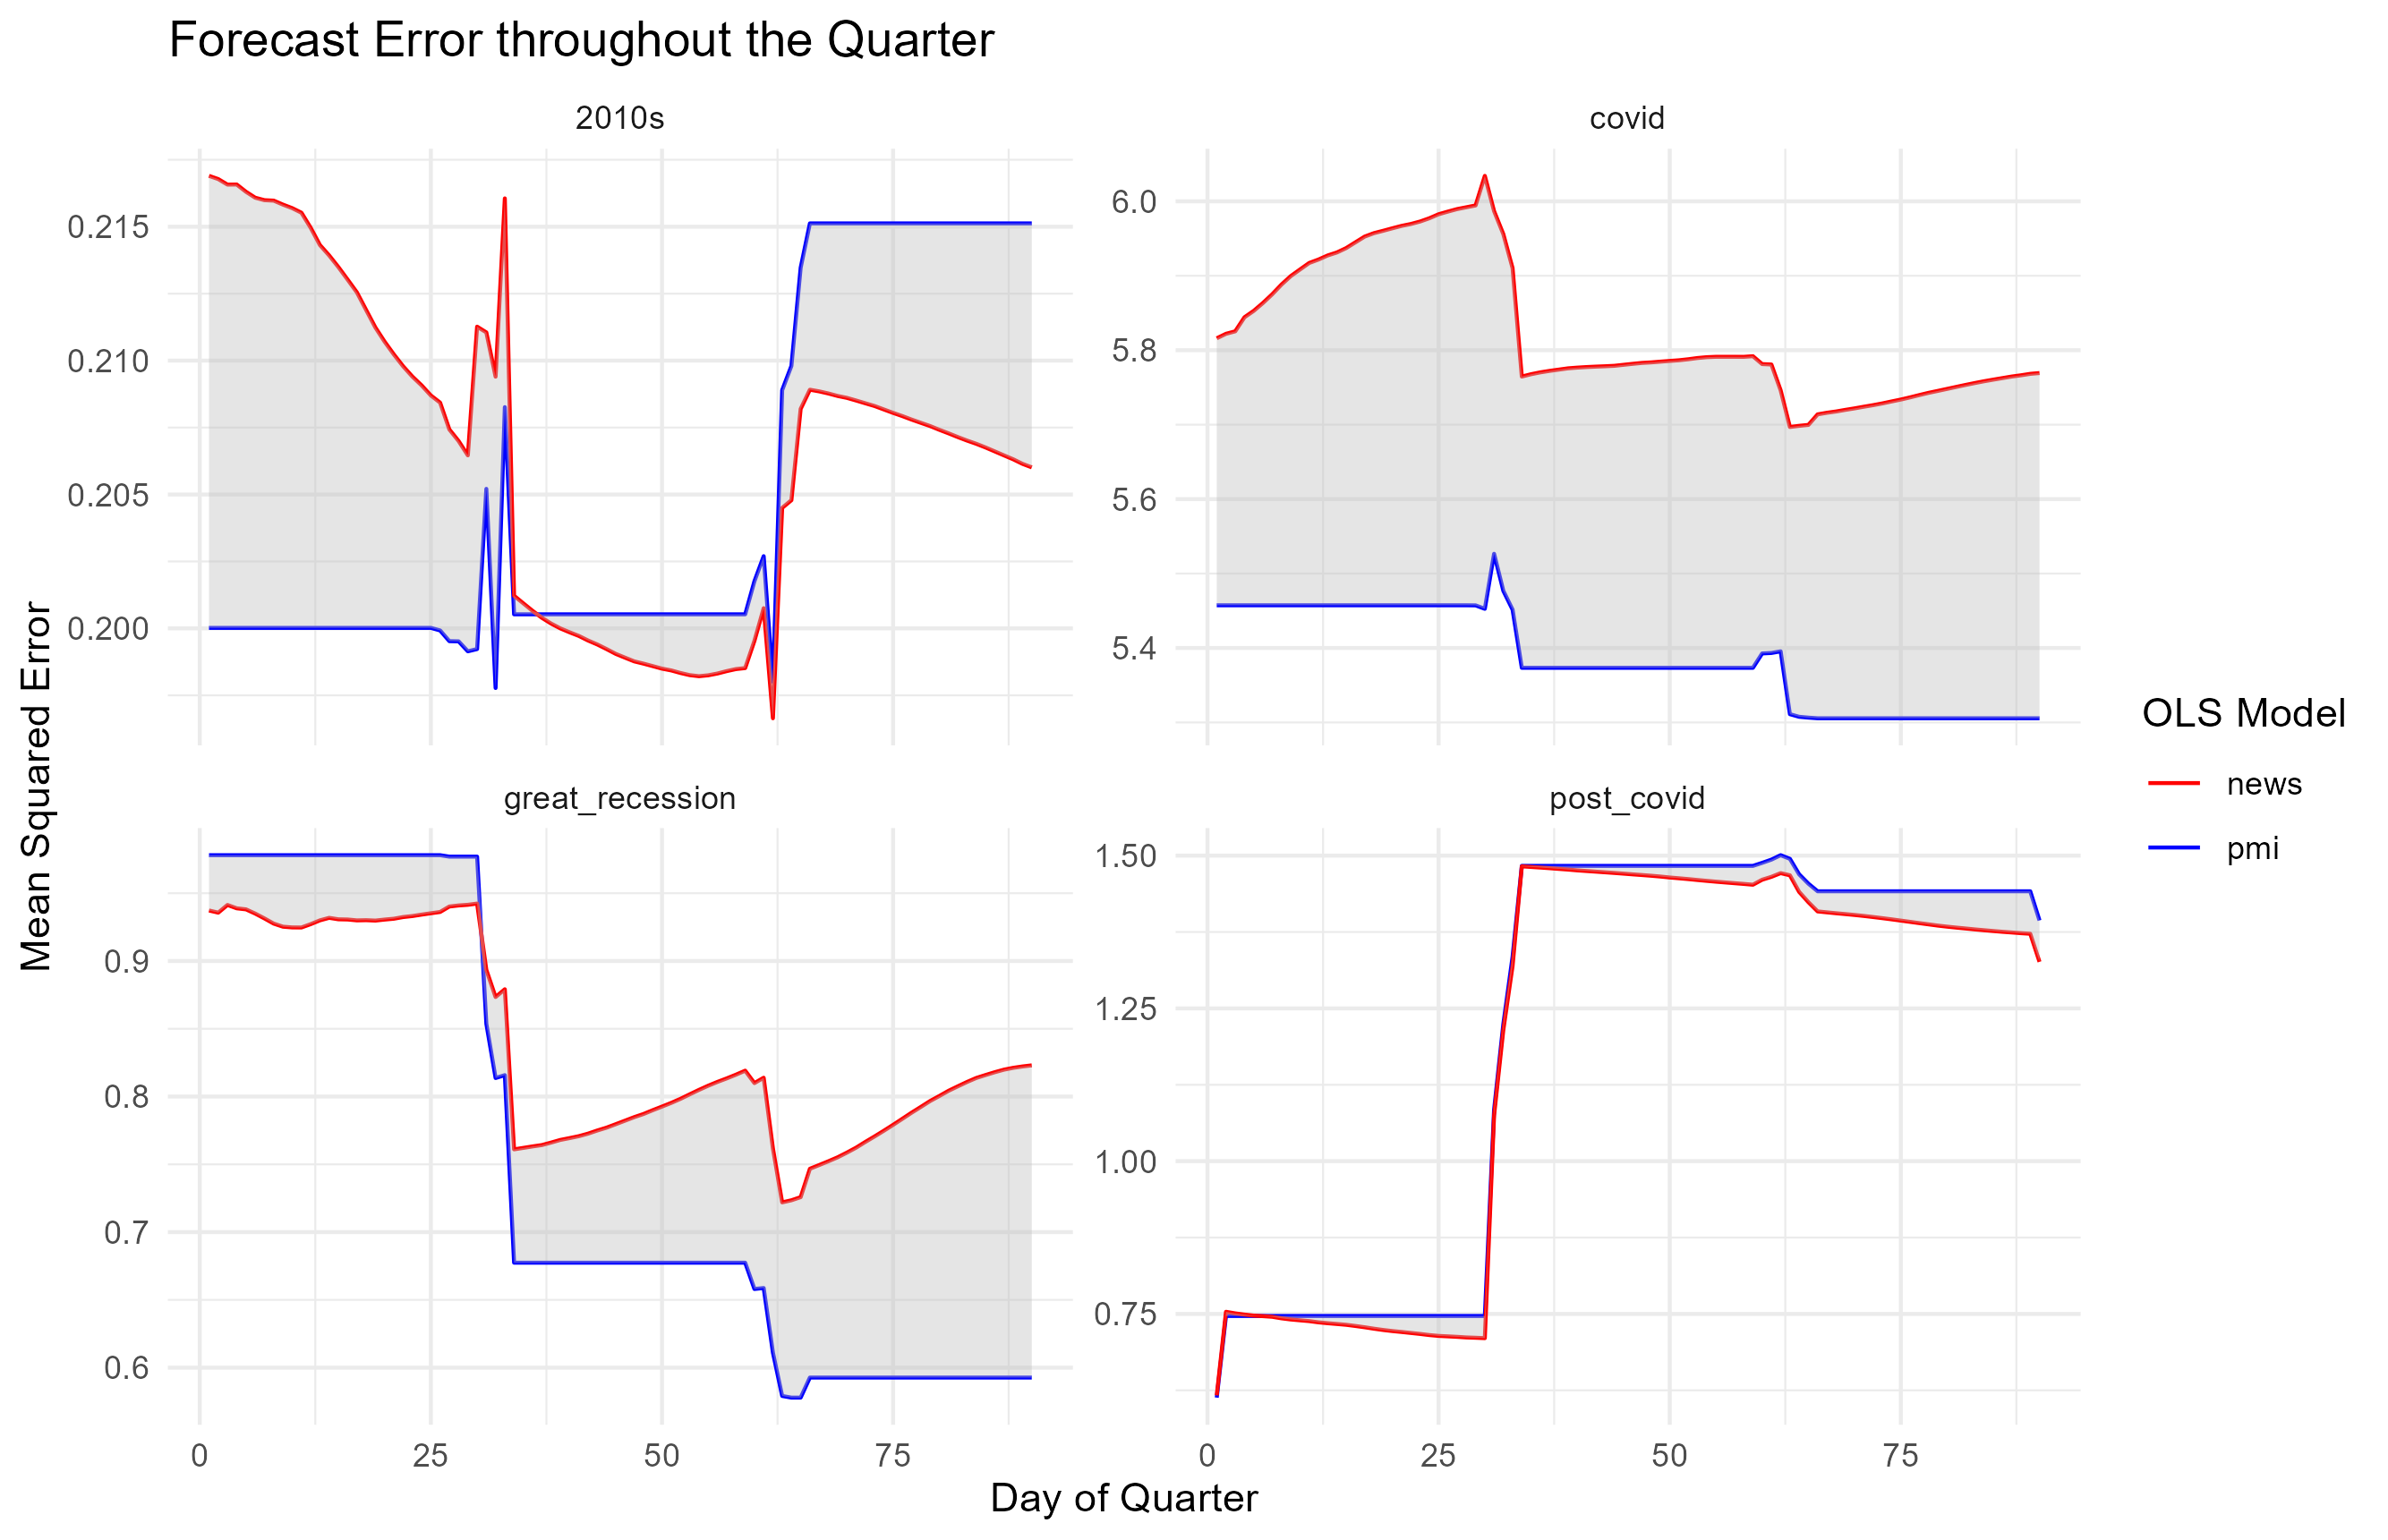 Forecast Error throughout the Quarter
2010s
covid
0.215
0.210
0.205
0.200
6.0
5.8
5.6
5.4
great_recession
post_covid
0.9
0.8
0.7
0.6
1.50
1.25
1.00
0.75
0
25
50
75
0
25
50
75
Day of Quarter
Mean Squared Error
OLS Model
news
pmi